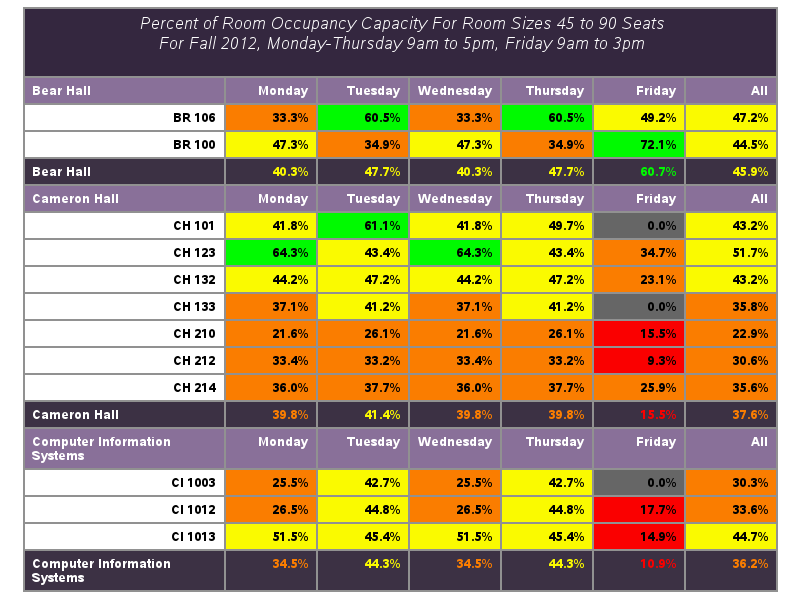 Percent of Room Occupancy Capacity For Room Sizes 45 to 90 Seats
For Fall 2012, Monday-Thursday 9am to 5pm, Friday 9am to 3pm
Bear Hall Monday Tuesday Wednesday Thursday Friday All
BR 106 33.3% 60.5% 33.3% 60.5% 49.2% 47.2%
BR 100 47.3% 34.9% 47.3% 34.9% 72.1% 44.5%
Bear Hall 40.3% 47.7% 40.3% 47.7% 60.7% 45.9%
Cameron Hall Monday Tuesday Wednesday Thursday Friday All
CH 101 41.8% 61.1% 41.8% 49.7% 0.0% 43.2%
CH 123 64.3% 43.4% 64.3% 43.4% 34.7% 51.7%
CH 132 44.2% 47.2% 44.2% 47.2% 23.1% 43.2%
CH 133 37.1% 41.2% 37.1% 41.2% 0.0% 35.8%
CH 210 21.6% 26.1% 21.6% 26.1% 15.5% 22.9%
CH 212 33.4% 33.2% 33.4% 33.2% 9.3% 30.6%
CH 214 36.0% 37.7% 36.0% 37.7% 25.9% 35.6%
Cameron Hall 39.8% 41.4% 39.8% 39.8% 15.5% 37.6%
Computer Information Monday Tuesday Wednesday Thursday Friday All
Systems
CI 1003 25.5% 42.7% 25.5% 42.7% 0.0% 30.3%
CI 1012 26.5% 44.8% 26.5% 44.8% 17.7% 33.6%
CI 1013 51.5% 45.4% 51.5% 45.4% 14.9% 44.7%
Computer Information 34.5% 44.3% 34.5% 44.3% 10.9% 36.2%
Systems